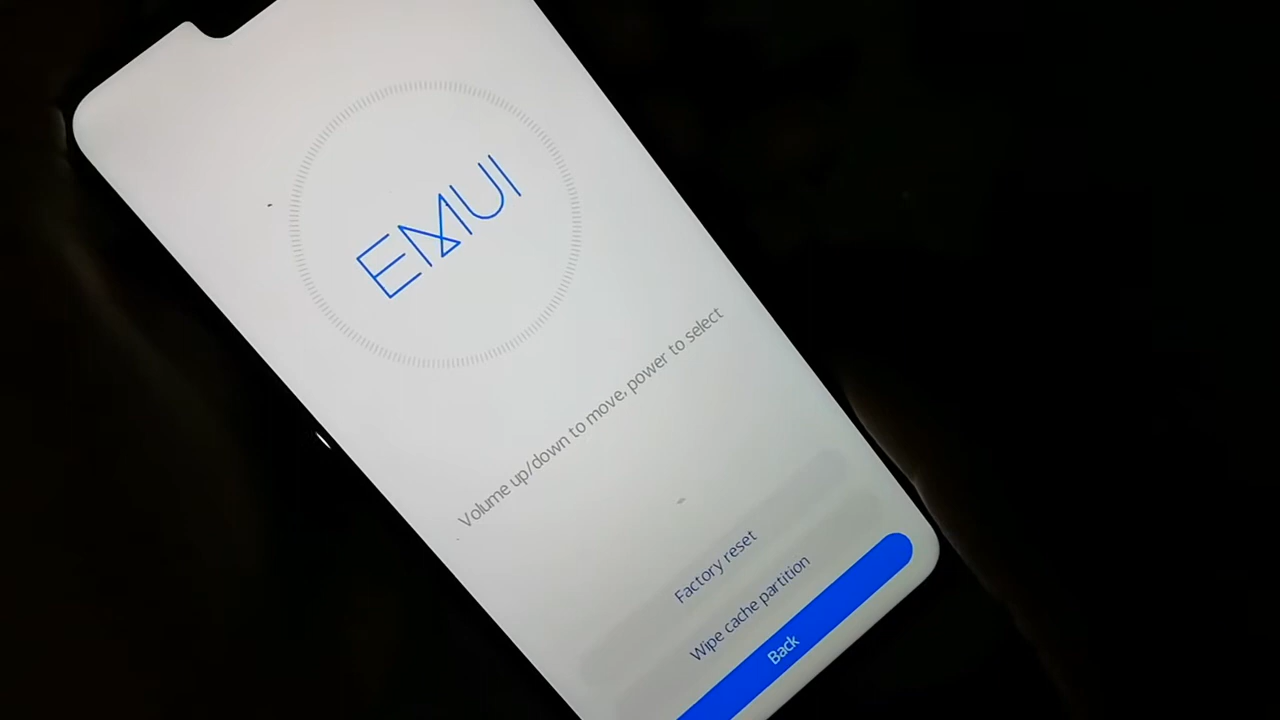 EMUI
Volume up/down to move, power to select
Factory reset
Wipe cache partition
Back